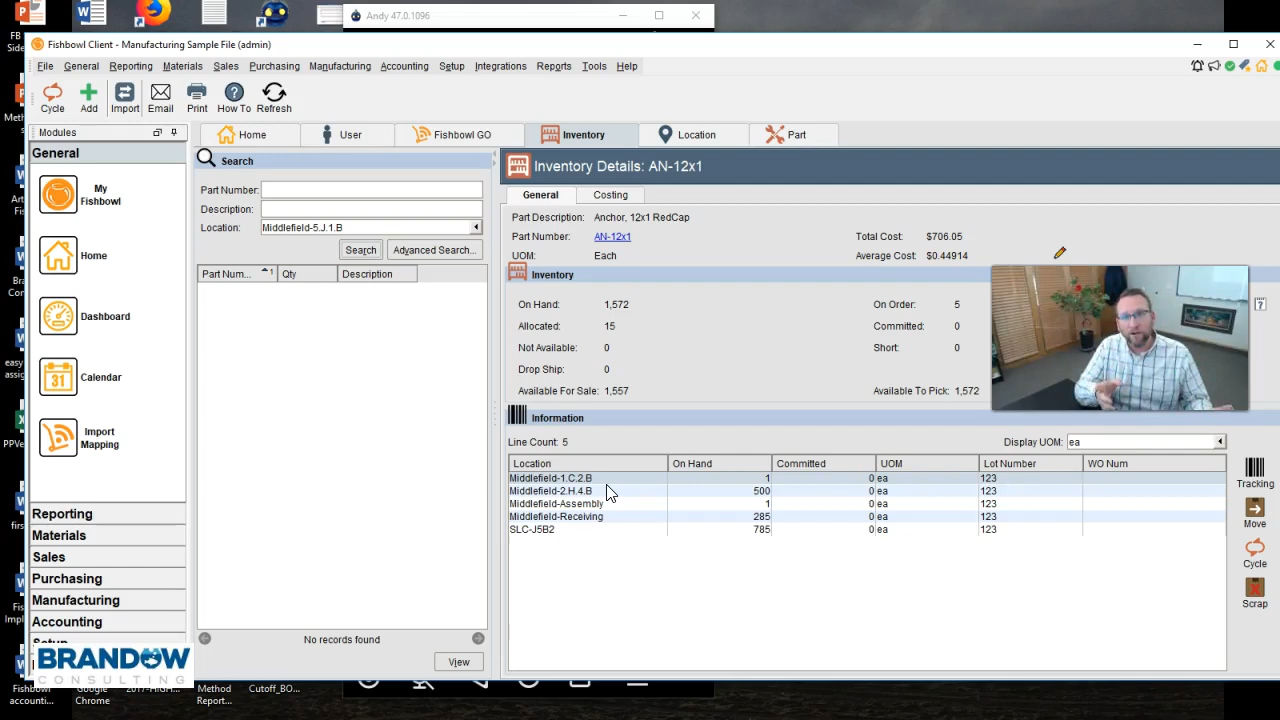 Andy 47.0.1096
Fishbowl Client - Manufacturing Sample File (admin)
File General Reporting Materials Sales Purchasing Manufacturing Accounting Setup Integrations Reports Tools Help
Cycle Add Import Email Print How To Refresh
Modules
Home User Fishbowl GO Inventory Location Part
General
My
Fishbowl
Home
Dashboard
Calendar
31
Import
Mapping
Reporting
Materials
Sales
Purchasing
Manufacturing
Accounting
BRANDOW
CONSULTING
Search
Part Number:
Description:
Location: Middlefield-5.J.1.B
Search Advanced Search...
Part Num... 1 Qty Description
No records found
View
Inventory Details: AN-12x1
General Costing
Part Description: Anchor, 12x1 RedCap
Part Number: AN-12x1 Total Cost: $706.05
UOM: Each Average Cost: $0.44914
Inventory
On Hand: 1,572 On Order: 5
Allocated: 15 Committed: 0
Not Available: 0 Short: 0
Drop Ship: 0
Available For Sale: 1,557 Available To Pick: 1,572
Information
Line Count: 5 Display UOM: ea
Location On Hand Committed UOM Lot Number WO Num
Middlefield-1.C.2.B 1 0 ea 123
Middlefield-2.H.4.B 500 0 ea 123
Middlefield-Assembly 1 0 ea 123
Middlefield-Receiving 285 0 ea 123
SLC-J5B2 785 0 ea 123
Tracking
Move
Cycle
Scrap
Fishbowl
accounti...
Google
Chrome
2017-HIGH...
Method
Report...
Cutoff_BO...